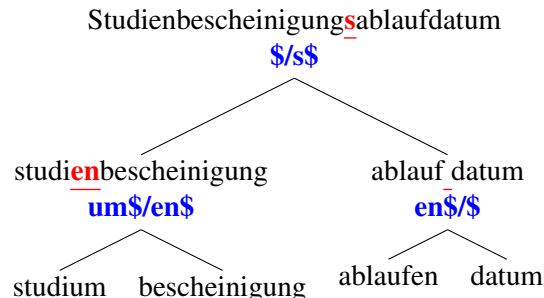 Studienbescheinigungsablaufdatum
$/s$
studienbescheinigung ablauf datum
um$/en$ en$/$
studium bescheinigung ablaufen datum